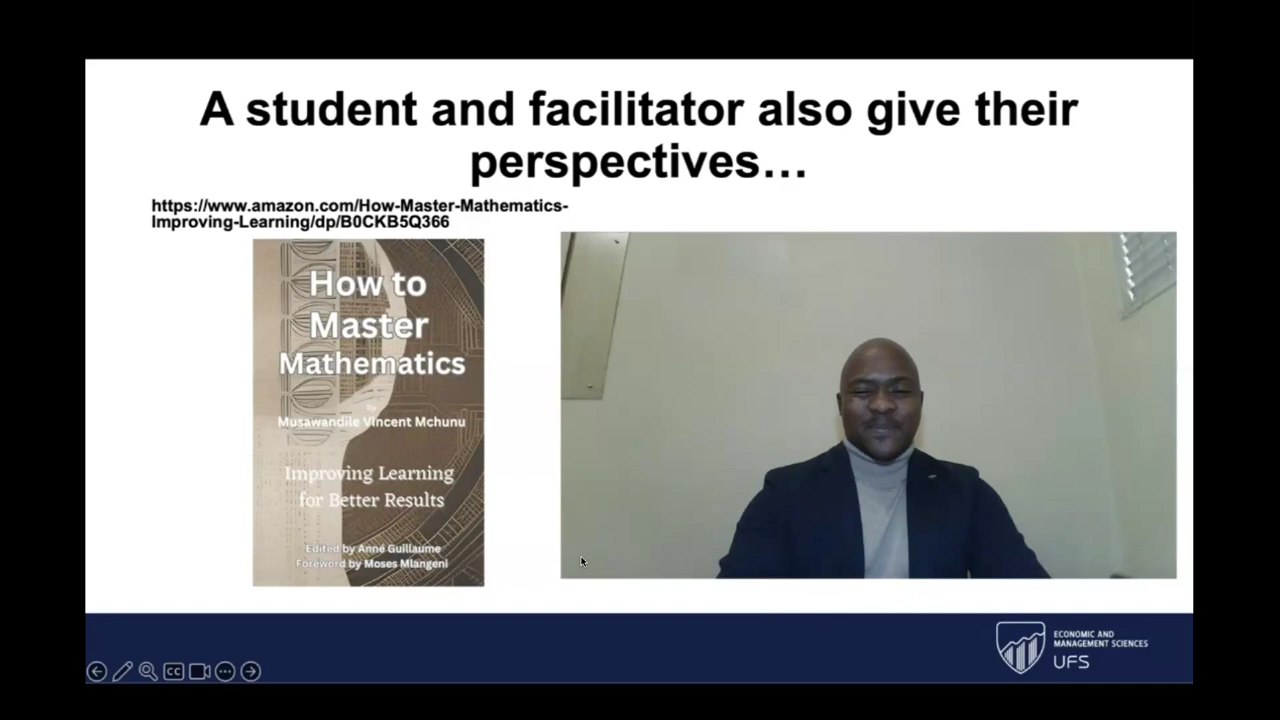 A student and facilitator also give their
perspectives…
https://www.amazon.com/How-Master-Mathematics-
Improving-Learning/dp/B0CKB5Q366
How to
Master
Mathematics
By
Musawandile Vincent Mchunu
Improving Learning
for Better Results
Edited by Anné Guillaume
Foreword by Moses Mlangeni
ECONOMIC AND
MANAGEMENT SCIENCES
UFS
CC